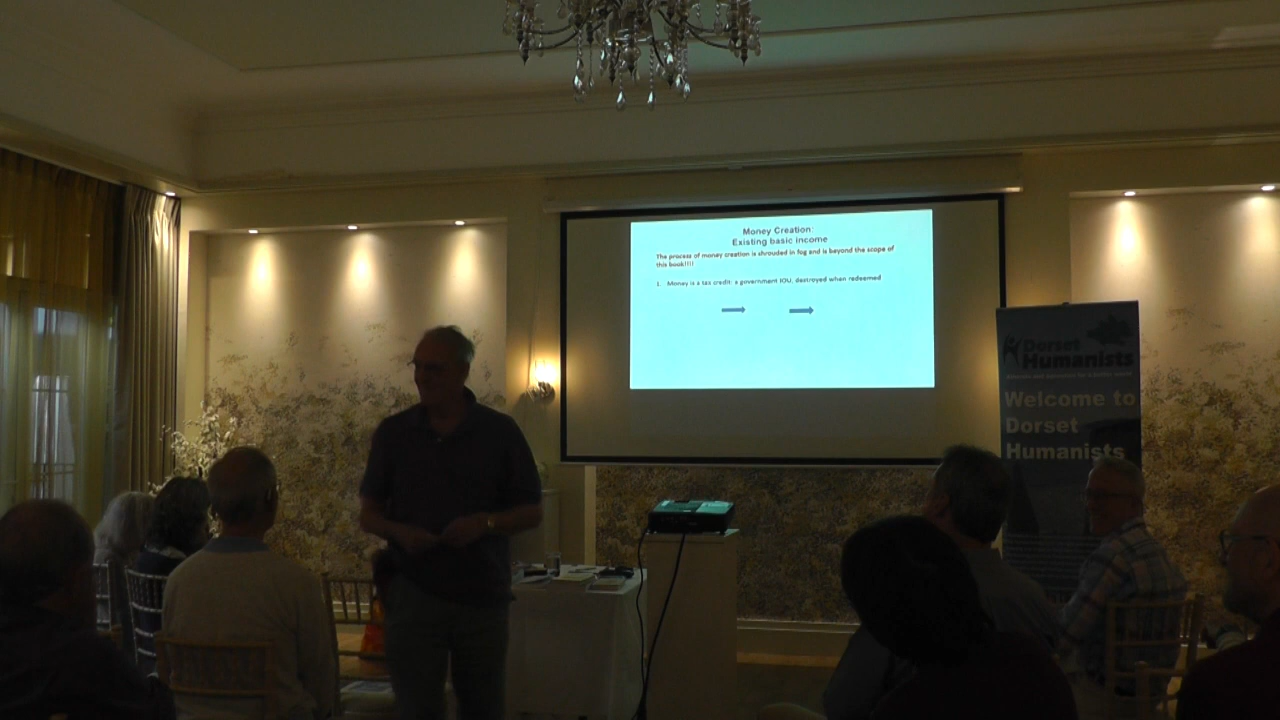 Money Creation:
Existing basic income
The process of money creation is shrouded in fog and is beyond the scope of
this book!!!!
1. Money is a tax credit: a government IOU, destroyed when redeemed
Dorset
Humanists
Welcome to
Dorset
Humanists